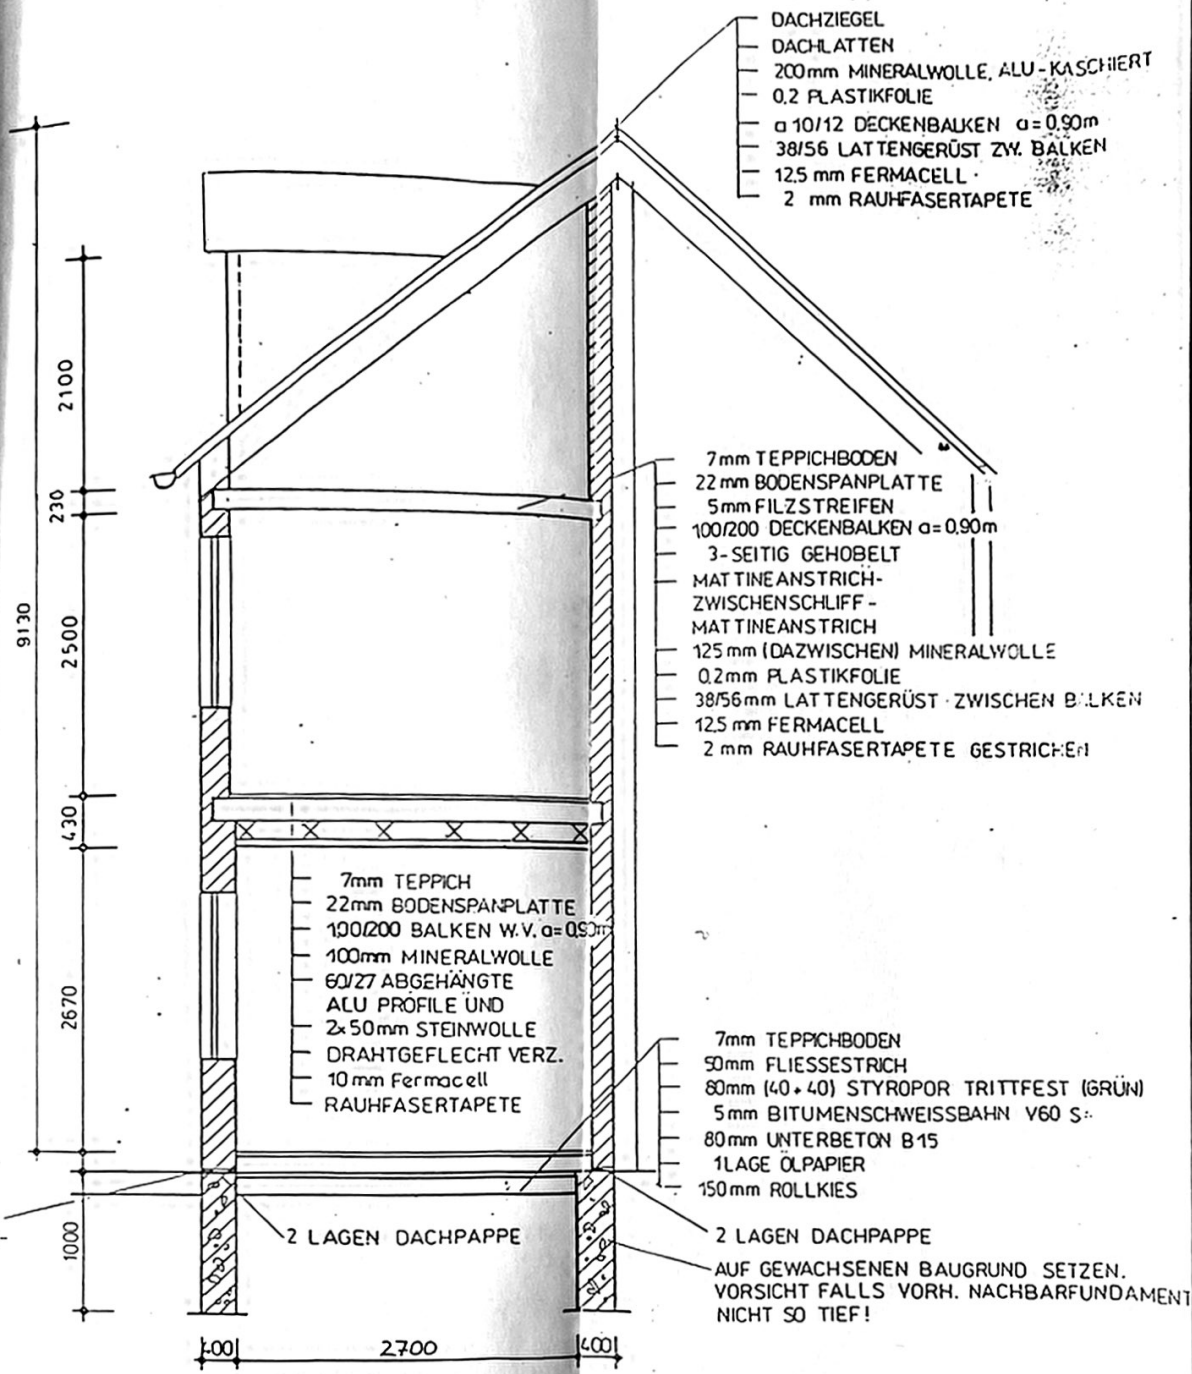 DACHZIEGEL
DACHLATTEN
200mm MINERALWOLLE, ALU-KASCHIERT
0,2 PLASTIKFOLIE
a 10/12 DECKENBALKEN a=0,90m
38/56 LATTENGERÜST ZW. BALKEN
12,5 mm FERMACELL
2 mm RAUHFASERTAPETE
2100
230
9130
2500
430
2670
1000
7mm TEPPICHBODEN
22mm BODENSPANPLATTE
5mm FILZSTREIFEN
100/200 DECKENBALKEN a=0,90m
3-SEITIG GEHOBELT
MATTINEANSTRICH-
ZWISCHENSCHLIFF-
MATTINEANSTRICH
125mm (DAZWISCHEN) MINERALWOLLE
0,2mm PLASTIKFOLIE
38/56mm LATTENGERÜST ZWISCHEN BALKEN
12,5 mm FERMACELL
2 mm RAUHFASERTAPETE GESTRICHEN
7mm TEPPICH
22mm BODENSPANPLATTE
100/200 BALKEN W.V. a=0,90m
100mm MINERALWOLLE
60/27 ABGEHÄNGTE
ALU PROFILE UND
2x50mm STEINWOLLE
DRAHTGEFLECHT VERZ.
10mm Fermacell
RAUHFASERTAPETE
7mm TEPPICHBODEN
50mm FLIESSESTRICH
80mm (40+40) STYROPOR TRITTFEST (GRÜN)
5mm BITUMENSCHWEISSBAHN V60
80mm UNTERBETON B15
1LAGE ÖLPAPIER
150mm ROLLKIES
2 LAGEN DACHPAPPE
2 LAGEN DACHPAPPE
AUF GEWACHSENEN BAUGRUND SETZEN.
VORSICHT FALLS VORH. NACHBARFUNDAMENT
NICHT SO TIEF!
400 2700 400